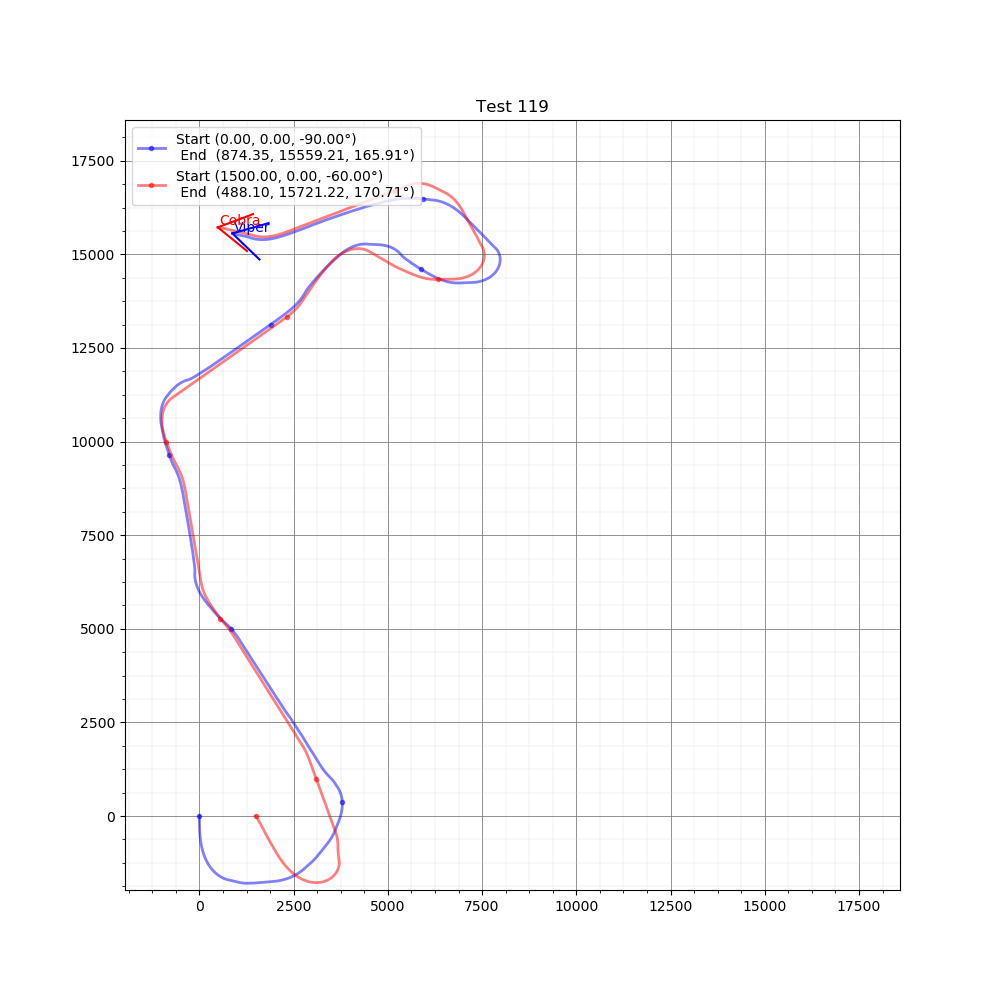 Test 119
Start (0.00, 0.00, -90.00°)
End (874.35, 15559.21, 165.91°)
Start (1500.00, 0.00, -60.00°)
End (488.10, 15721.22, 170.71°)
Cobra
Viper
17500
15000
12500
10000
7500
5000
2500
0
0 2500 5000 7500 10000 12500 15000 17500